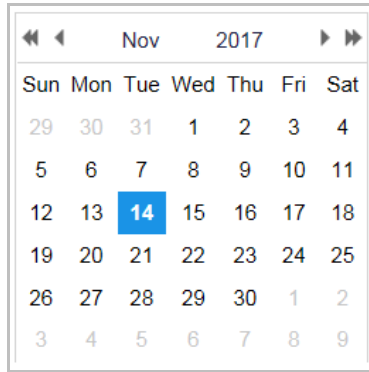 Nov 2017
Sun Mon Tue Wed Thu Fri Sat
29 30 31 1 2 3 4
5 6 7 8 9 10 11
12 13 14 15 16 17 18
19 20 21 22 23 24 25
26 27 28 29 30 1 2
3 4 5 6 7 8 9